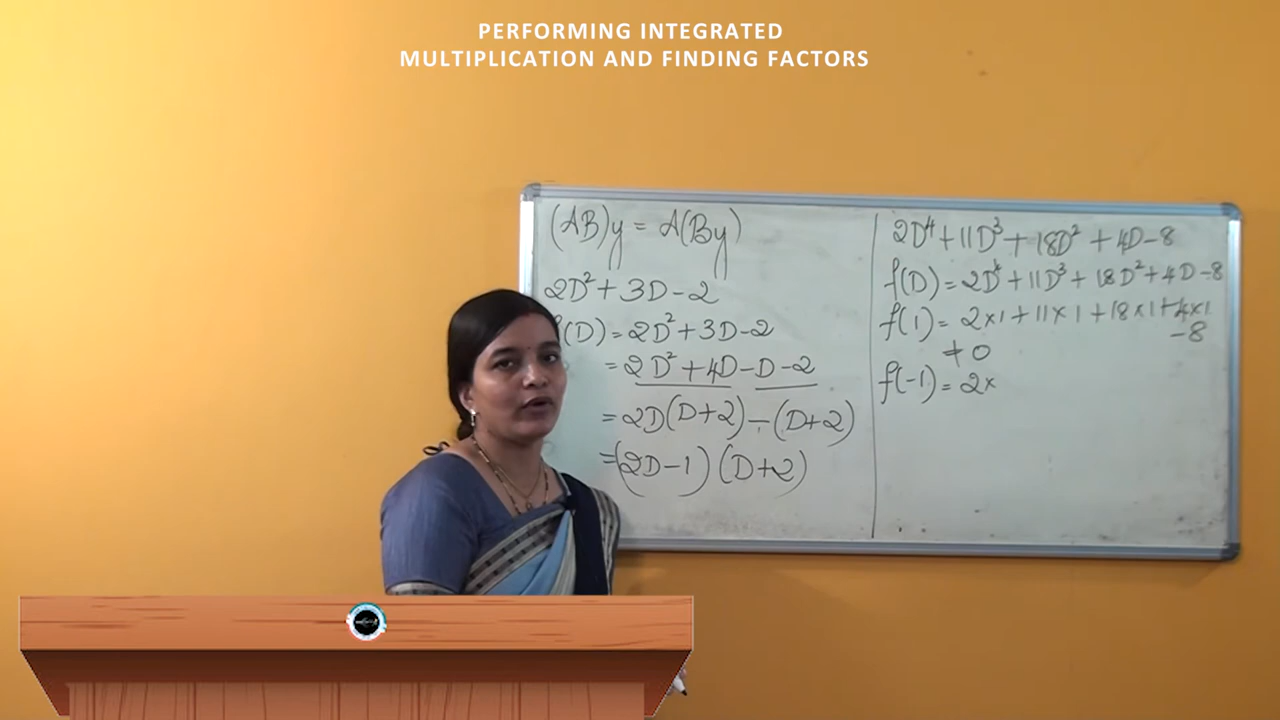 PERFORMING INTEGRATED
MULTIPLICATION AND FINDING FACTORS
(AB)y = A(By)
2D² + 3D - 2
(D) = 2D² + 3D - 2
= 2D² + 4D - D - 2
= 2D(D+2) - (D+2)
= (2D-1) (D+2)
2D⁴ + 11D³ + 18D² + 4D - 8
f(D) = 2D⁴ + 11D³ + 18D² + 4D - 8
f(1) = 2×1 + 11×1 + 18×1 + 4×1
-8
≠ 0
f(-1) = 2×